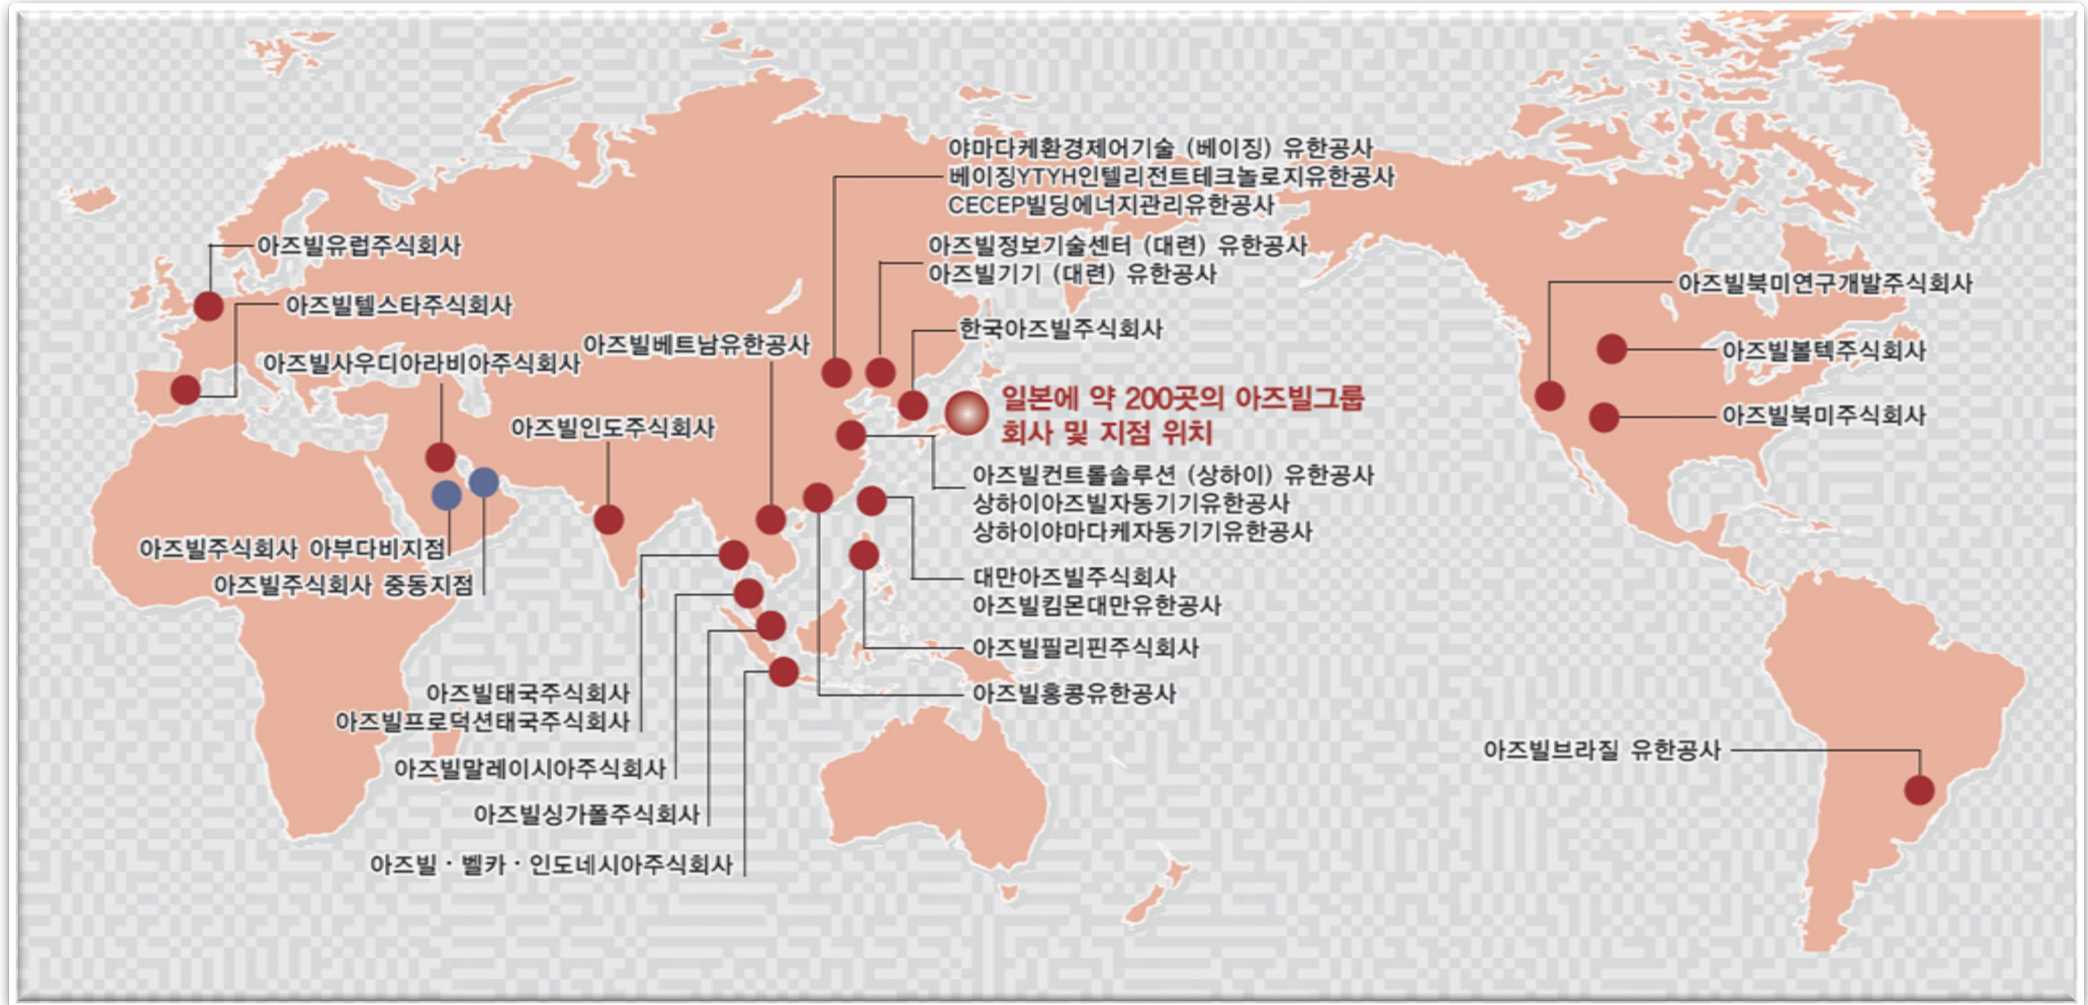 야마다케환경제어기술 (베이징) 유한공사
베이징YTYH인텔리전트테크놀로지유한공사
CECEP빌딩에너지관리유한공사
아즈빌유럽주식회사
아즈빌정보기술센터 (대련) 유한공사
아즈빌기기 (대련) 유한공사
아즈빌북미연구개발주식회사
아즈빌텔스타주식회사
한국아즈빌주식회사
아즈빌베트남유한공사
아즈빌볼텍주식회사
아즈빌사우디아라비아주식회사
일본에 약 200곳의 아즈빌그룹
회사 및 지점 위치
아즈빌북미주식회사
아즈빌인도주식회사
아즈빌컨트롤솔루션 (상하이) 유한공사
상하이아즈빌자동기기유한공사
상하이야마다케자동기기유한공사
아즈빌주식회사 아부다비지점
아즈빌주식회사 중동지점
대만아즈빌주식회사
아즈빌킴몬대만유한공사
아즈빌필리핀주식회사
아즈빌홍콩유한공사
아즈빌태국주식회사
아즈빌프로덕션태국주식회사
아즈빌브라질 유한공사
아즈빌말레이시아주식회사
아즈빌싱가폴주식회사
아즈빌 · 벨카 · 인도네시아주식회사